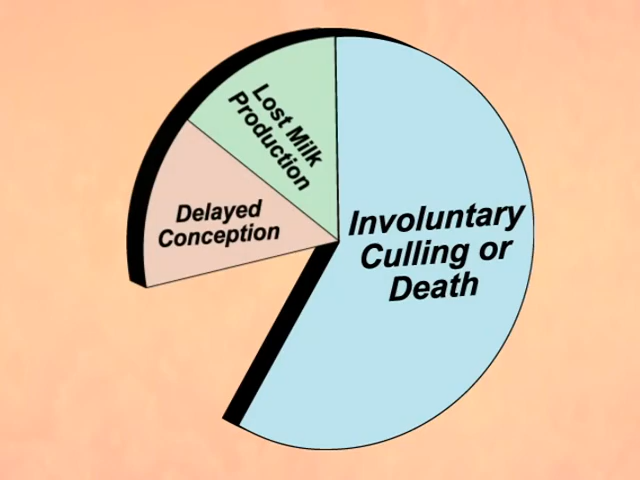 Lost Milk
Production
Delayed
Conception
Involuntary
Culling or
Death